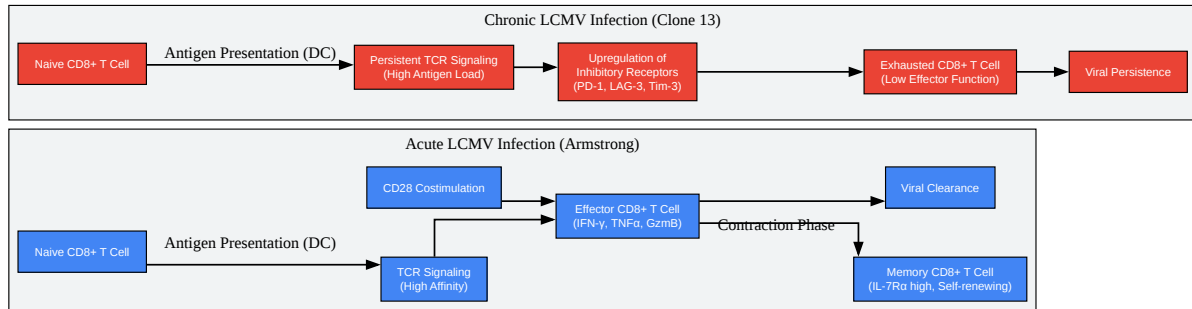 Chronic LCMV Infection (Clone 13)
Naive CD8+ T Cell
Antigen Presentation (DC)
Persistent TCR Signaling
(High Antigen Load)
Upregulation of
Inhibitory Receptors
(PD-1, LAG-3, Tim-3)
Exhausted CD8+ T Cell
(Low Effector Function)
Viral Persistence
Acute LCMV Infection (Armstrong)
CD28 Costimulation
Effector CD8+ T Cell
(IFN-γ, TNFα, GzmB)
Viral Clearance
Contraction Phase
Naive CD8+ T Cell
Antigen Presentation (DC)
TCR Signaling
(High Affinity)
Memory CD8+ T Cell
(IL-7Rα high, Self-renewing)